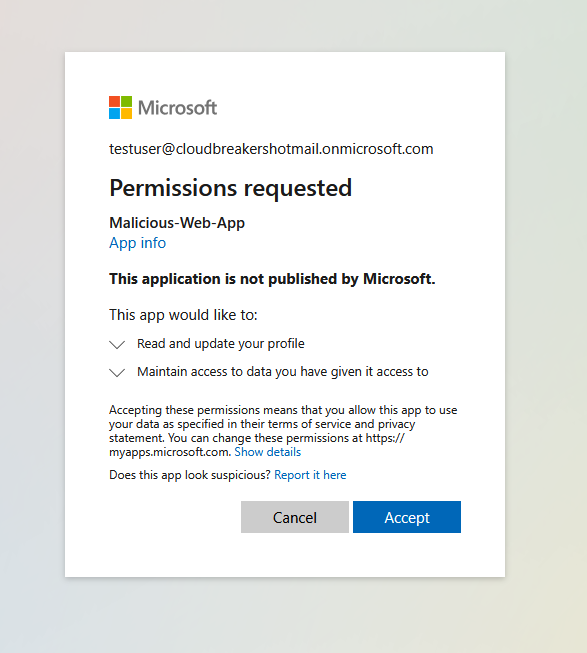 Microsoft
testuser@cloudbreakershotmail.onmicrosoft.com
Permissions requested
Malicious-Web-App
App info
This application is not published by Microsoft.
This app would like to:
Read and update your profile
Maintain access to data you have given it access to
Accepting these permissions means that you allow this app to use
your data as specified in their terms of service and privacy
statement. You can change these permissions at https://
myapps.microsoft.com. Show details
Does this app look suspicious? Report it here
Cancel Accept